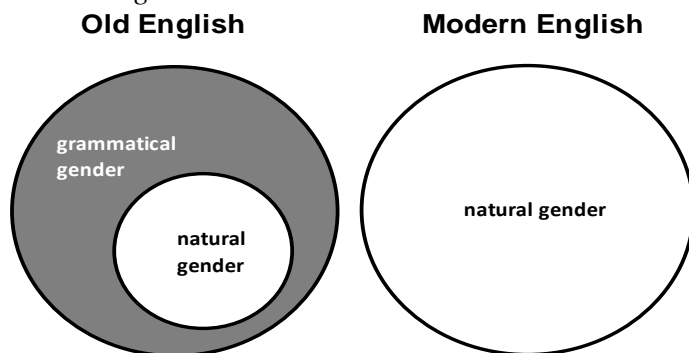 Old English
Modern English
grammatical
gender
natural
gender
natural gender